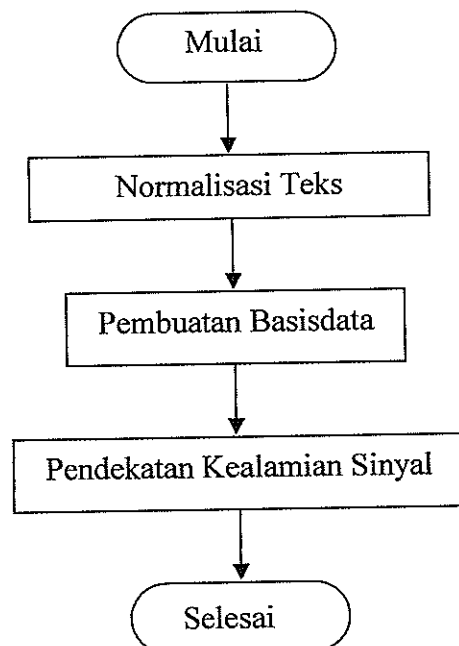 Mulai
Normalisasi Teks
Pembuatan Basisdata
Pendekatan Kealamian Sinyal
Selesai